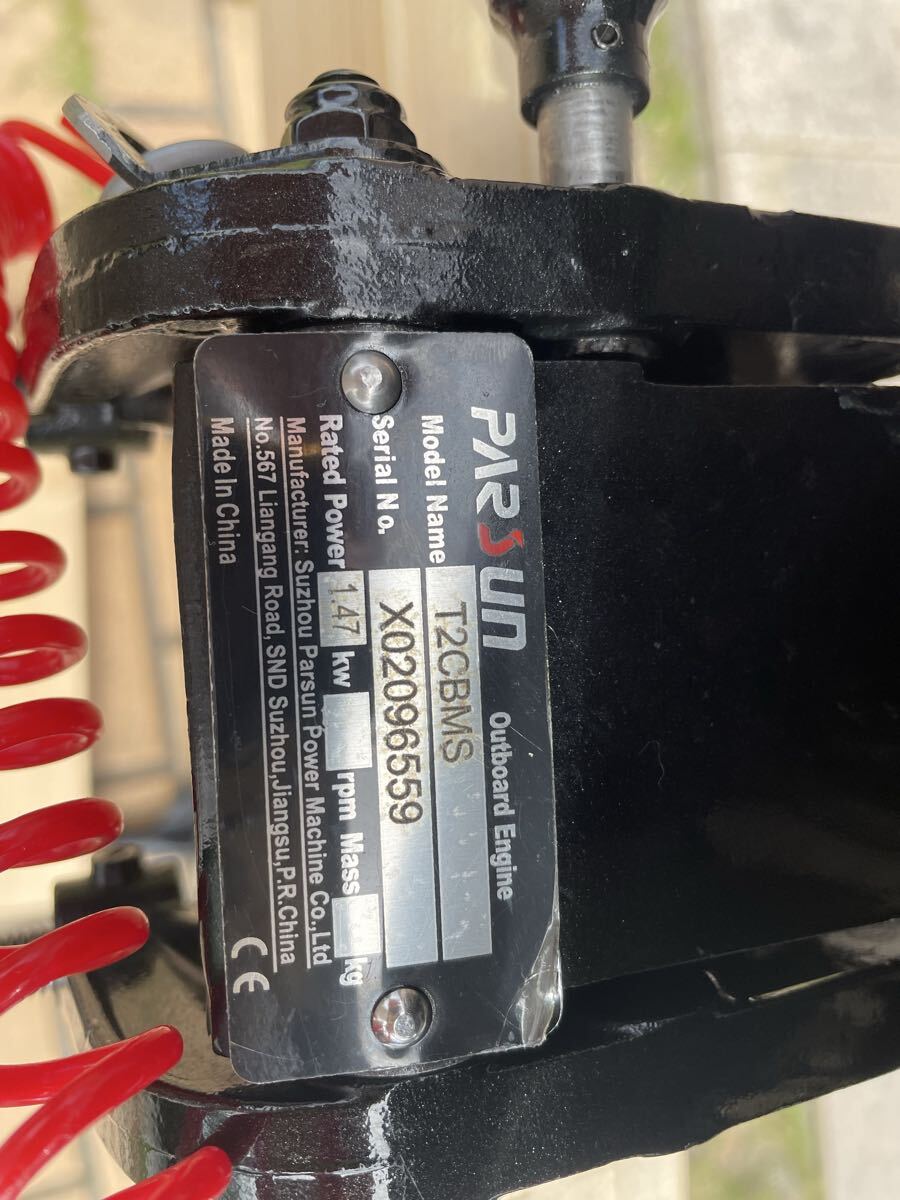 PARSUN Outboard Engine
Model Name T2CBMS
Serial No. X02096559
Rated Power 1.47 kw rpm Mass kg
Manufacturer: Suzhou Parsun Power Machine Co.,Ltd
No.567 Liangang Road, SND Suzhou,Jiangsu,P.R.China
Made In China CE